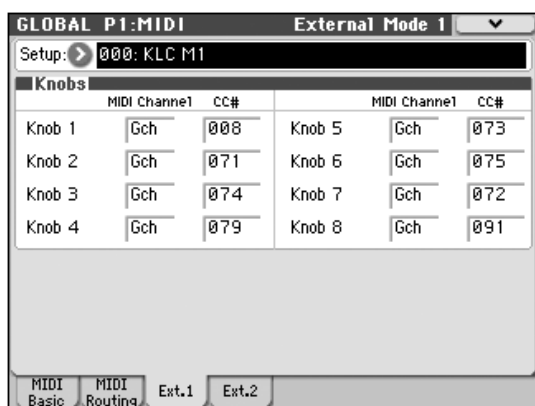 GLOBAL P1:MIDI External Mode 1
Setup: 000: KLC M1
Knobs
MIDI Channel CC# MIDI Channel CC#
Knob 1 Gch 008 Knob 5 Gch 073
Knob 2 Gch 071 Knob 6 Gch 075
Knob 3 Gch 074 Knob 7 Gch 072
Knob 4 Gch 079 Knob 8 Gch 091
MIDI Basic MIDI Routing Ext.1 Ext.2